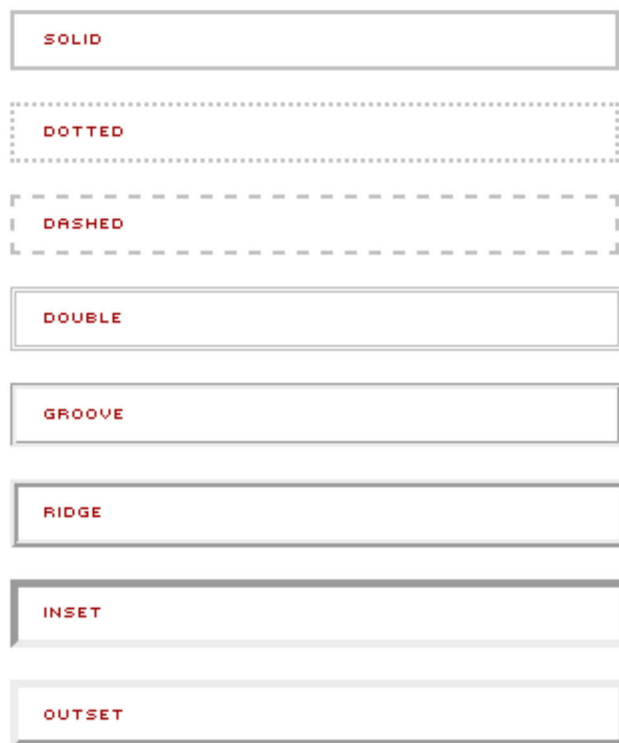 SOLID
DOTTED
DASHED
DOUBLE
GROOVE
RIDGE
INSET
OUTSET